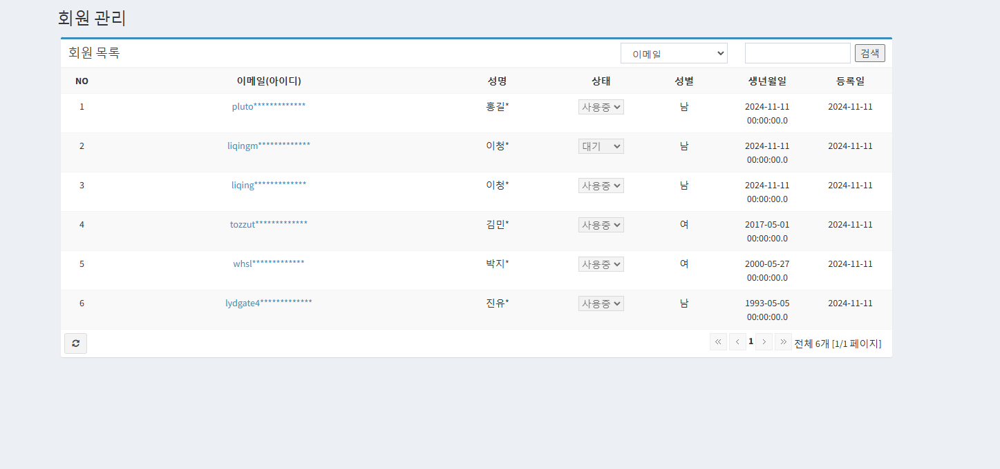 회원 관리
회원 목록 이메일 검색
NO 이메일(아이디) 성명 상태 성별 생년월일 등록일
1 pluto************* 홍길* 사용중 남 2024-11-11 2024-11-11
00:00:00.0
2 liqingm************* 이청* 대기 남 2024-11-11 2024-11-11
00:00:00.0
3 liqing************* 이청* 사용중 남 2024-11-11 2024-11-11
00:00:00.0
4 tozzut************* 김민* 사용중 여 2017-05-01 2024-11-11
00:00:00.0
5 whsl************* 박지* 사용중 여 2000-05-27 2024-11-11
00:00:00.0
6 lydgate4************* 진유* 사용중 남 1993-05-05 2024-11-11
00:00:00.0
« ‹ 1 › » 전체 6개 [1/1 페이지]